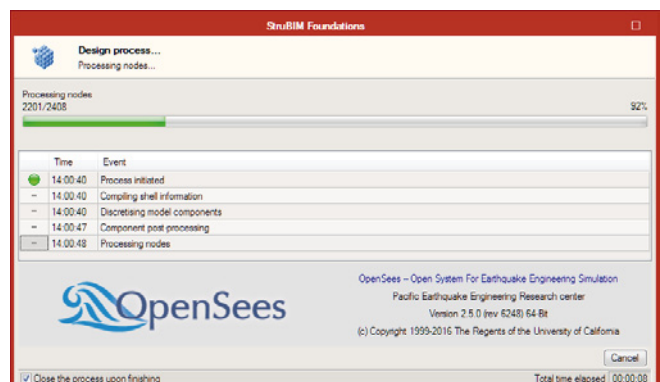 StruBIM Foundations
Design process...
Processing nodes...
Processing nodes
2201/2408 92%
Time Event
14:00:40 Process initiated
14:00:40 Compiling shell information
14:00:40 Discretising model components
14:00:47 Component post processing
14:00:48 Processing nodes
OpenSees
OpenSees – Open System For Earthquake Engineering Simulation
Pacific Earthquake Engineering Research center
Version 2.5.0 (rev 6248) 64-Bit
(c) Copyright 1999-2016 The Regents of the University of California
Cancel
Close the process upon finishing Total time elapsed 00:00:08